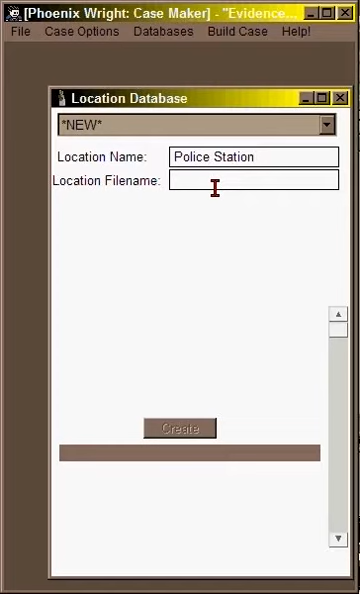 [Phoenix Wright: Case Maker] - "Evidence...
File Case Options Databases Build Case Help!
Location Database
*NEW*
Location Name: Police Station
Location Filename:
Create